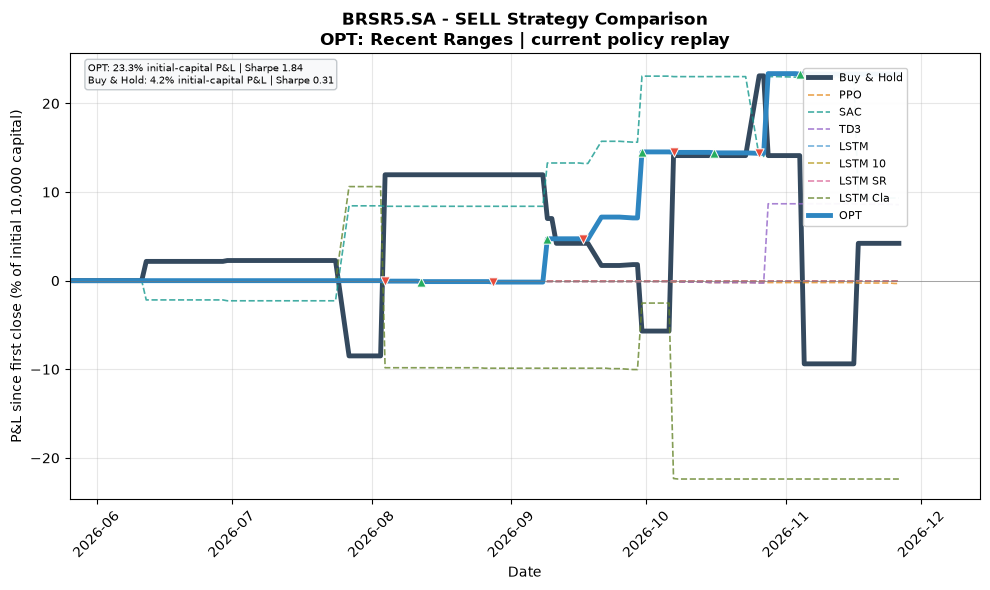 BRSR5.SA - SELL Strategy Comparison
OPT: Recent Ranges | current policy replay
OPT: 23.3% initial-capital P&L | Sharpe 1.84
Buy & Hold: 4.2% initial-capital P&L | Sharpe 0.31
Buy & Hold
PPO
SAC
TD3
LSTM
LSTM 10
LSTM SR
LSTM Cla
OPT
P&L since first close (% of initial 10,000 capital)
20
10
0
−10
−20
2026-06
2026-07
2026-08
2026-09
2026-10
2026-11
2026-12
Date